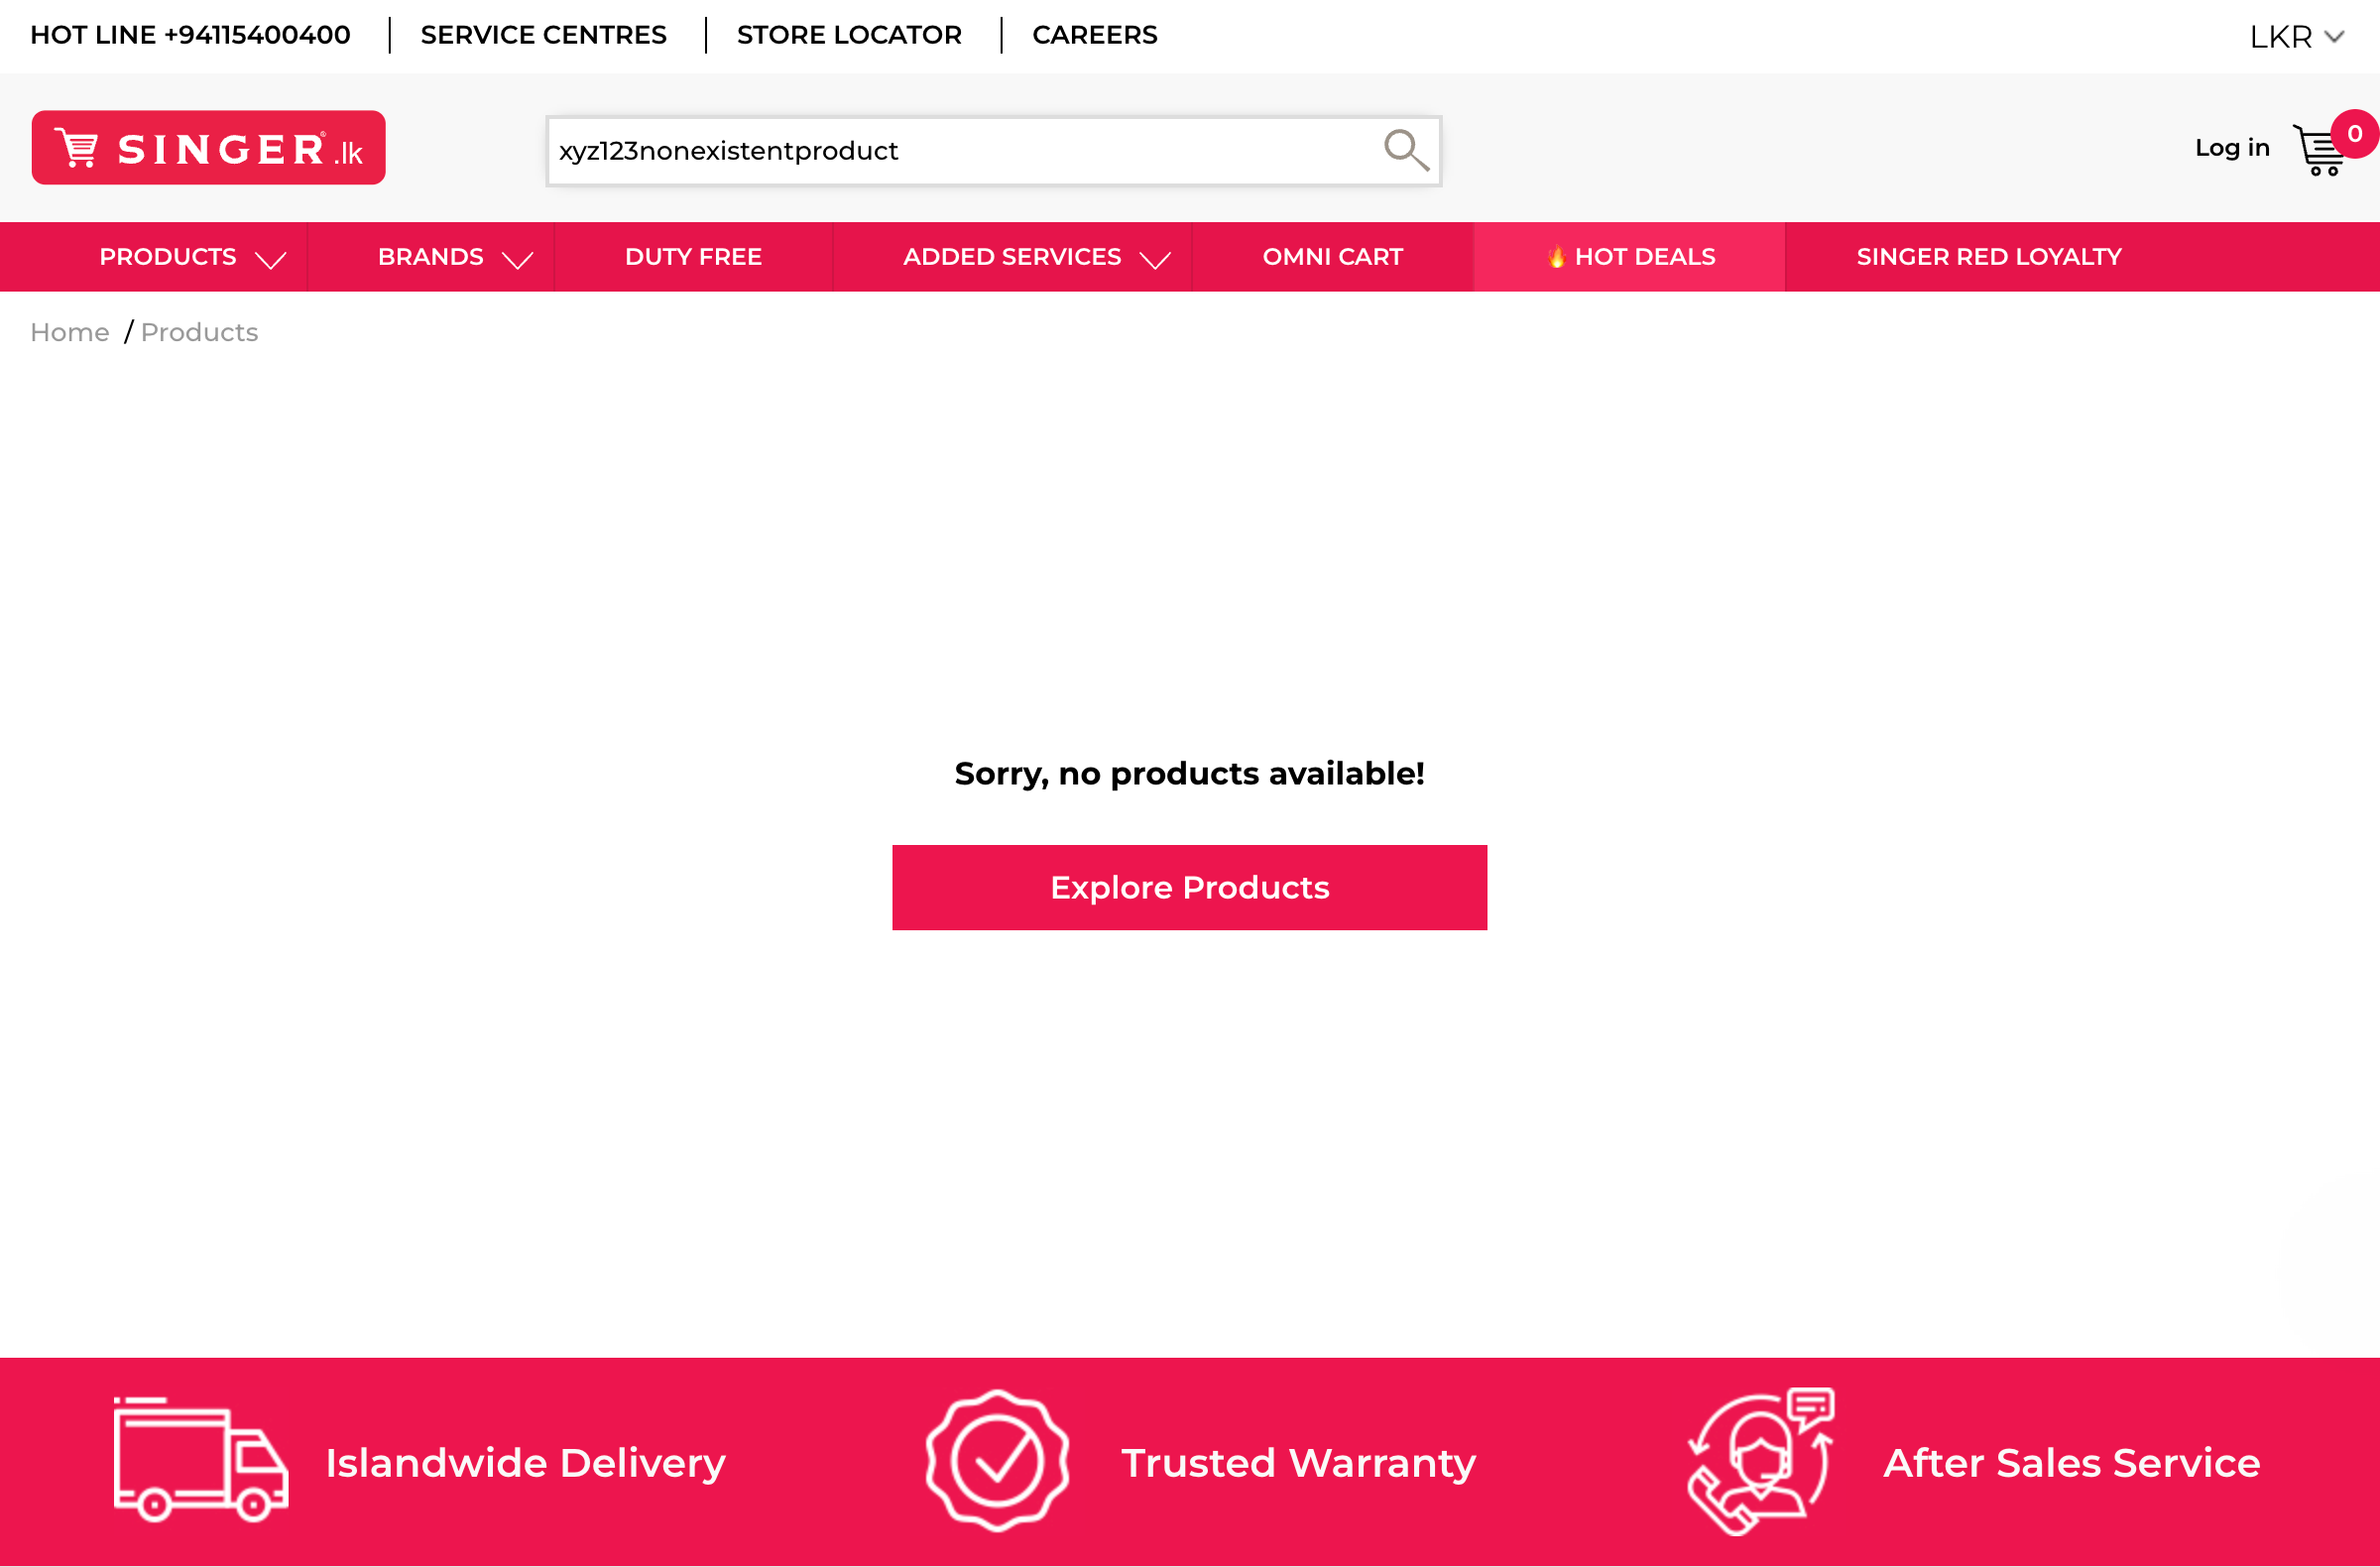 HOT LINE +94115400400 SERVICE CENTRES STORE LOCATOR CAREERS LKR
SINGER® .lk xyz123nonexistentproduct Log in 0
PRODUCTS BRANDS DUTY FREE ADDED SERVICES OMNI CART 🔥 HOT DEALS SINGER RED LOYALTY
Home / Products
Sorry, no products available!
Explore Products
Islandwide Delivery Trusted Warranty After Sales Service